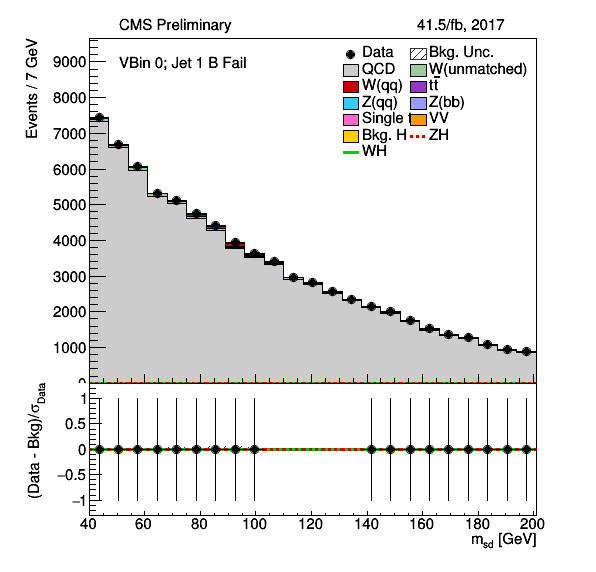 CMS Preliminary 41.5/fb, 2017
VBin 0; Jet 1 B Fail
Data Bkg. Unc.
QCD W(unmatched)
W(qq) tt̄
Z(qq) Z(bb)
Single VV
Bkg. H ZH
WH
Events / 7 GeV
9000
8000
7000
6000
5000
4000
3000
2000
1000
0
(Data - Bkg)/σData
1
0.5
0
−0.5
−1
40 60 80 100 120 140 160 180 200
msd [GeV]